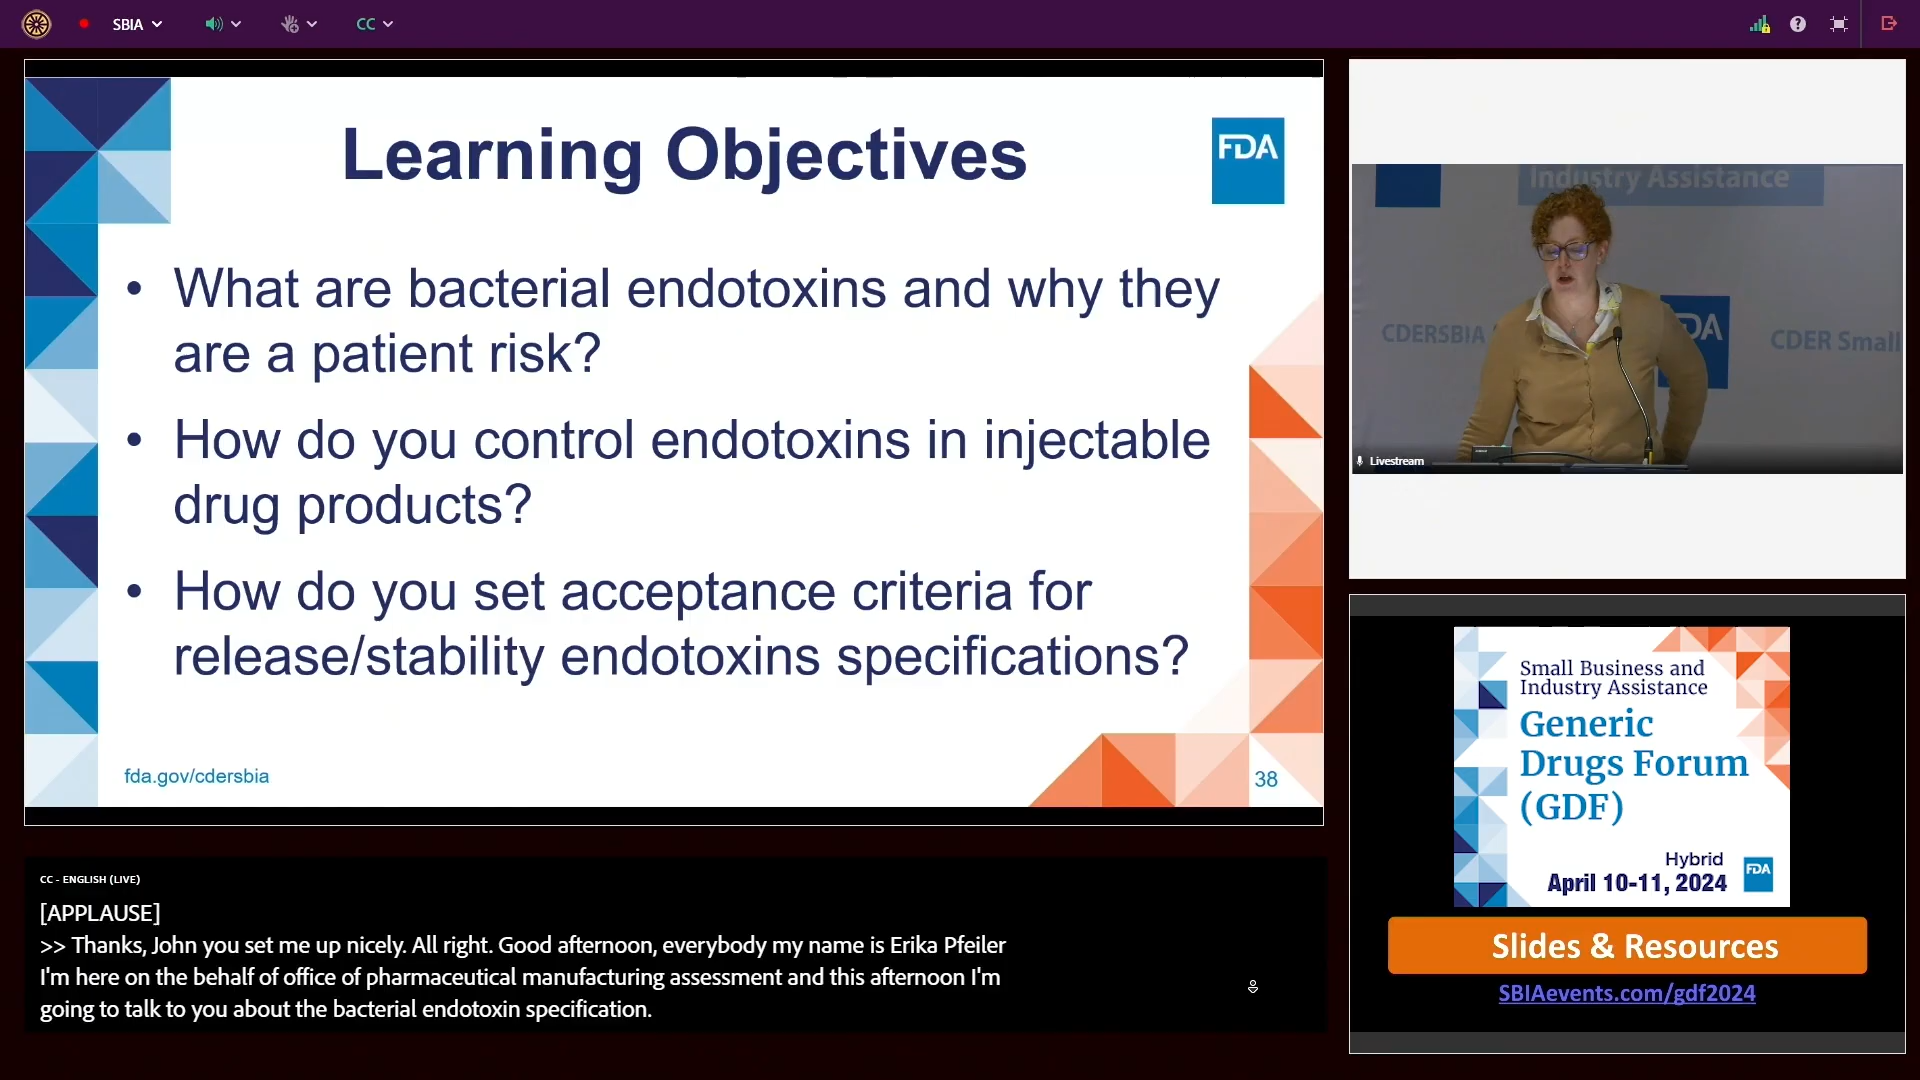 SBIA
CC
Learning Objectives
FDA
• What are bacterial endotoxins and why they
are a patient risk?
• How do you control endotoxins in injectable
drug products?
• How do you set acceptance criteria for
release/stability endotoxins specifications?
fda.gov/cdersbia
38
Industry Assistance
CDERSBIA
FDA
CDER Small
Livestream
Small Business and
Industry Assistance
Generic
Drugs Forum
(GDF)
Hybrid
April 10-11, 2024
FDA
Slides & Resources
SBIAevents.com/gdf2024
CC - ENGLISH (LIVE)
[APPLAUSE]
>> Thanks, John you set me up nicely. All right. Good afternoon, everybody my name is Erika Pfeiler
I'm here on the behalf of office of pharmaceutical manufacturing assessment and this afternoon I'm
going to talk to you about the bacterial endotoxin specification.